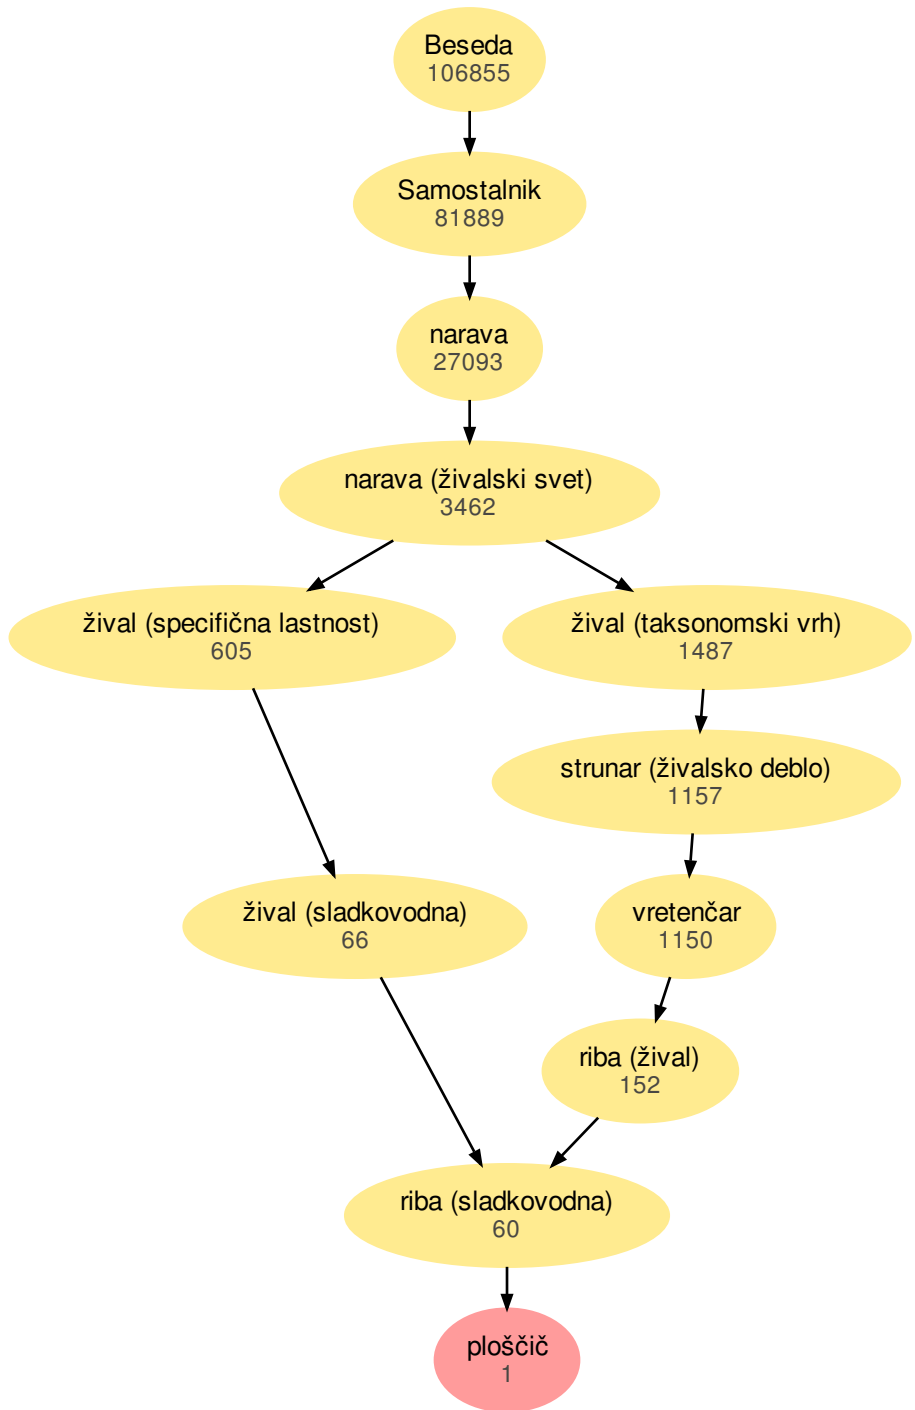 Beseda
106855
Samostalnik
81889
narava
27093
narava (živalski svet)
3462
žival (specifična lastnost)
605
žival (taksonomski vrh)
1487
strunar (živalsko deblo)
1157
žival (sladkovodna)
66
vretenčar
1150
riba (žival)
152
riba (sladkovodna)
60
ploščič
1